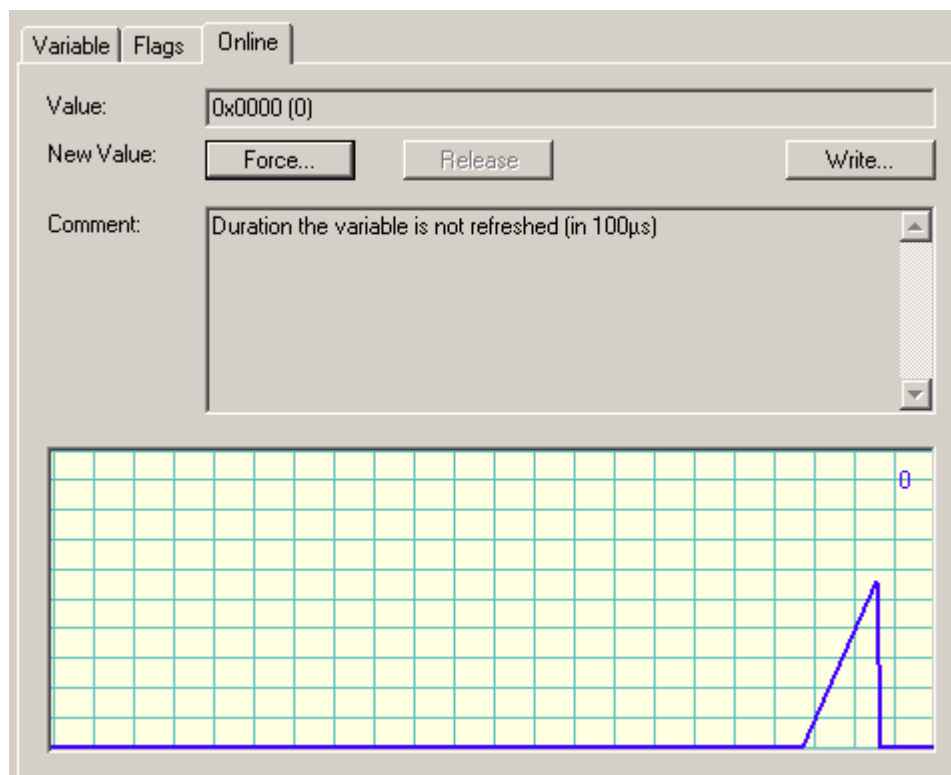 Variable Flags Online
Value: 0x0000 (0)
New Value: Force... Release Write...
Comment: Duration the variable is not refreshed (in 100µs)
0